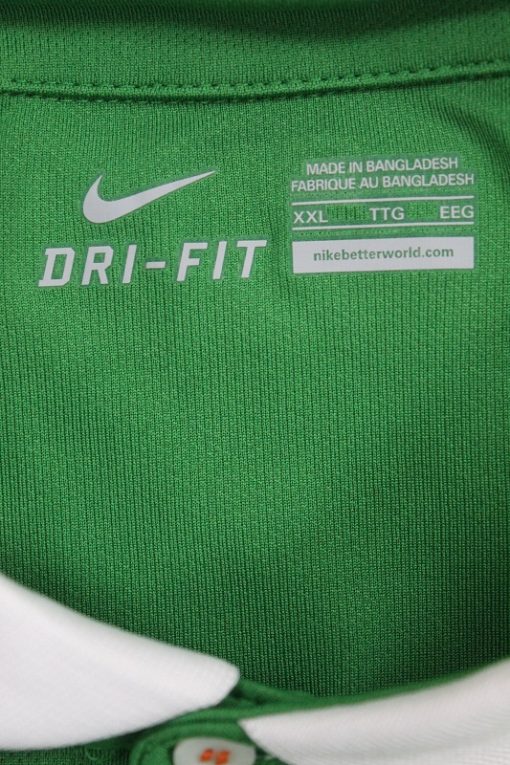 DRI-FIT
MADE IN BANGLADESH
FABRIQUE AU BANGLADESH
XXL TTG EEG
nikebetterworld.com